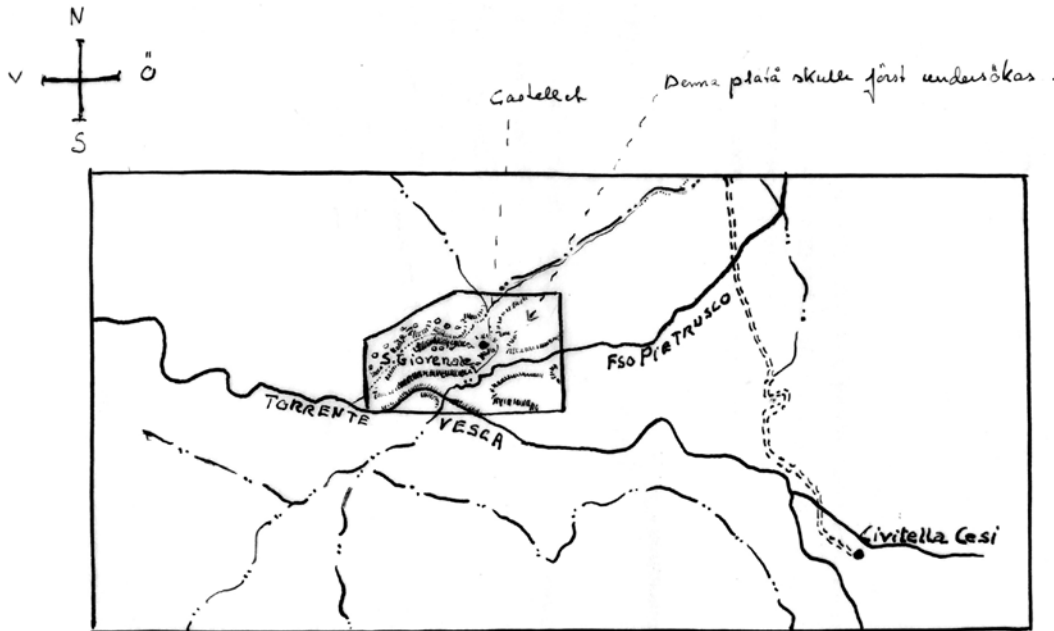 N
V Ö
S
Castellet
Denna platå skulle först undersökas.
S. Giovenale
FSO PIETRUSCO
TORRENTE VESCA
Civitella Cesi